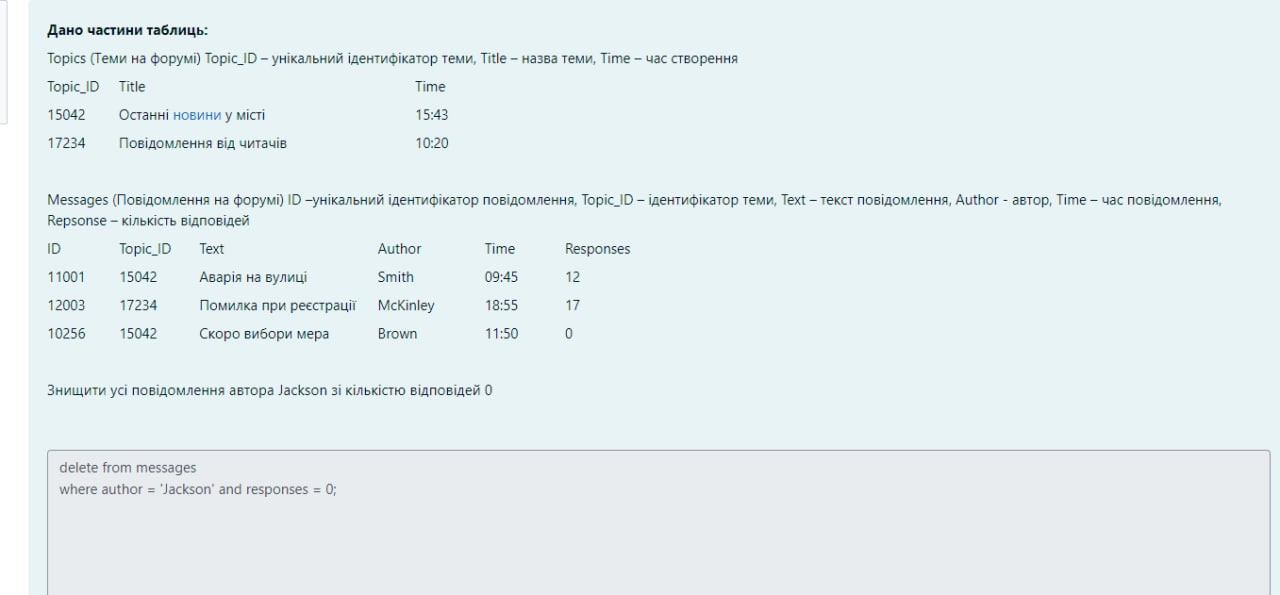 Дано частини таблиць:
Topics (Теми на форумі) Topic_ID – унікальний ідентифікатор теми, Title – назва теми, Time – час створення
Topic_ID Title Time
15042 Останні новини у місті 15:43
17234 Повідомлення від читачів 10:20
Messages (Повідомлення на форумі) ID –унікальний ідентифікатор повідомлення, Topic_ID – ідентифікатор теми, Text – текст повідомлення, Author - автор, Time – час повідомлення,
Repsonse – кількість відповідей
ID Topic_ID Text Author Time Responses
11001 15042 Аварія на вулиці Smith 09:45 12
12003 17234 Помилка при реєстрації McKinley 18:55 17
10256 15042 Скоро вибори мера Brown 11:50 0
Знищити усі повідомлення автора Jackson зі кількістю відповідей 0
delete from messages
where author = 'Jackson' and responses = 0;